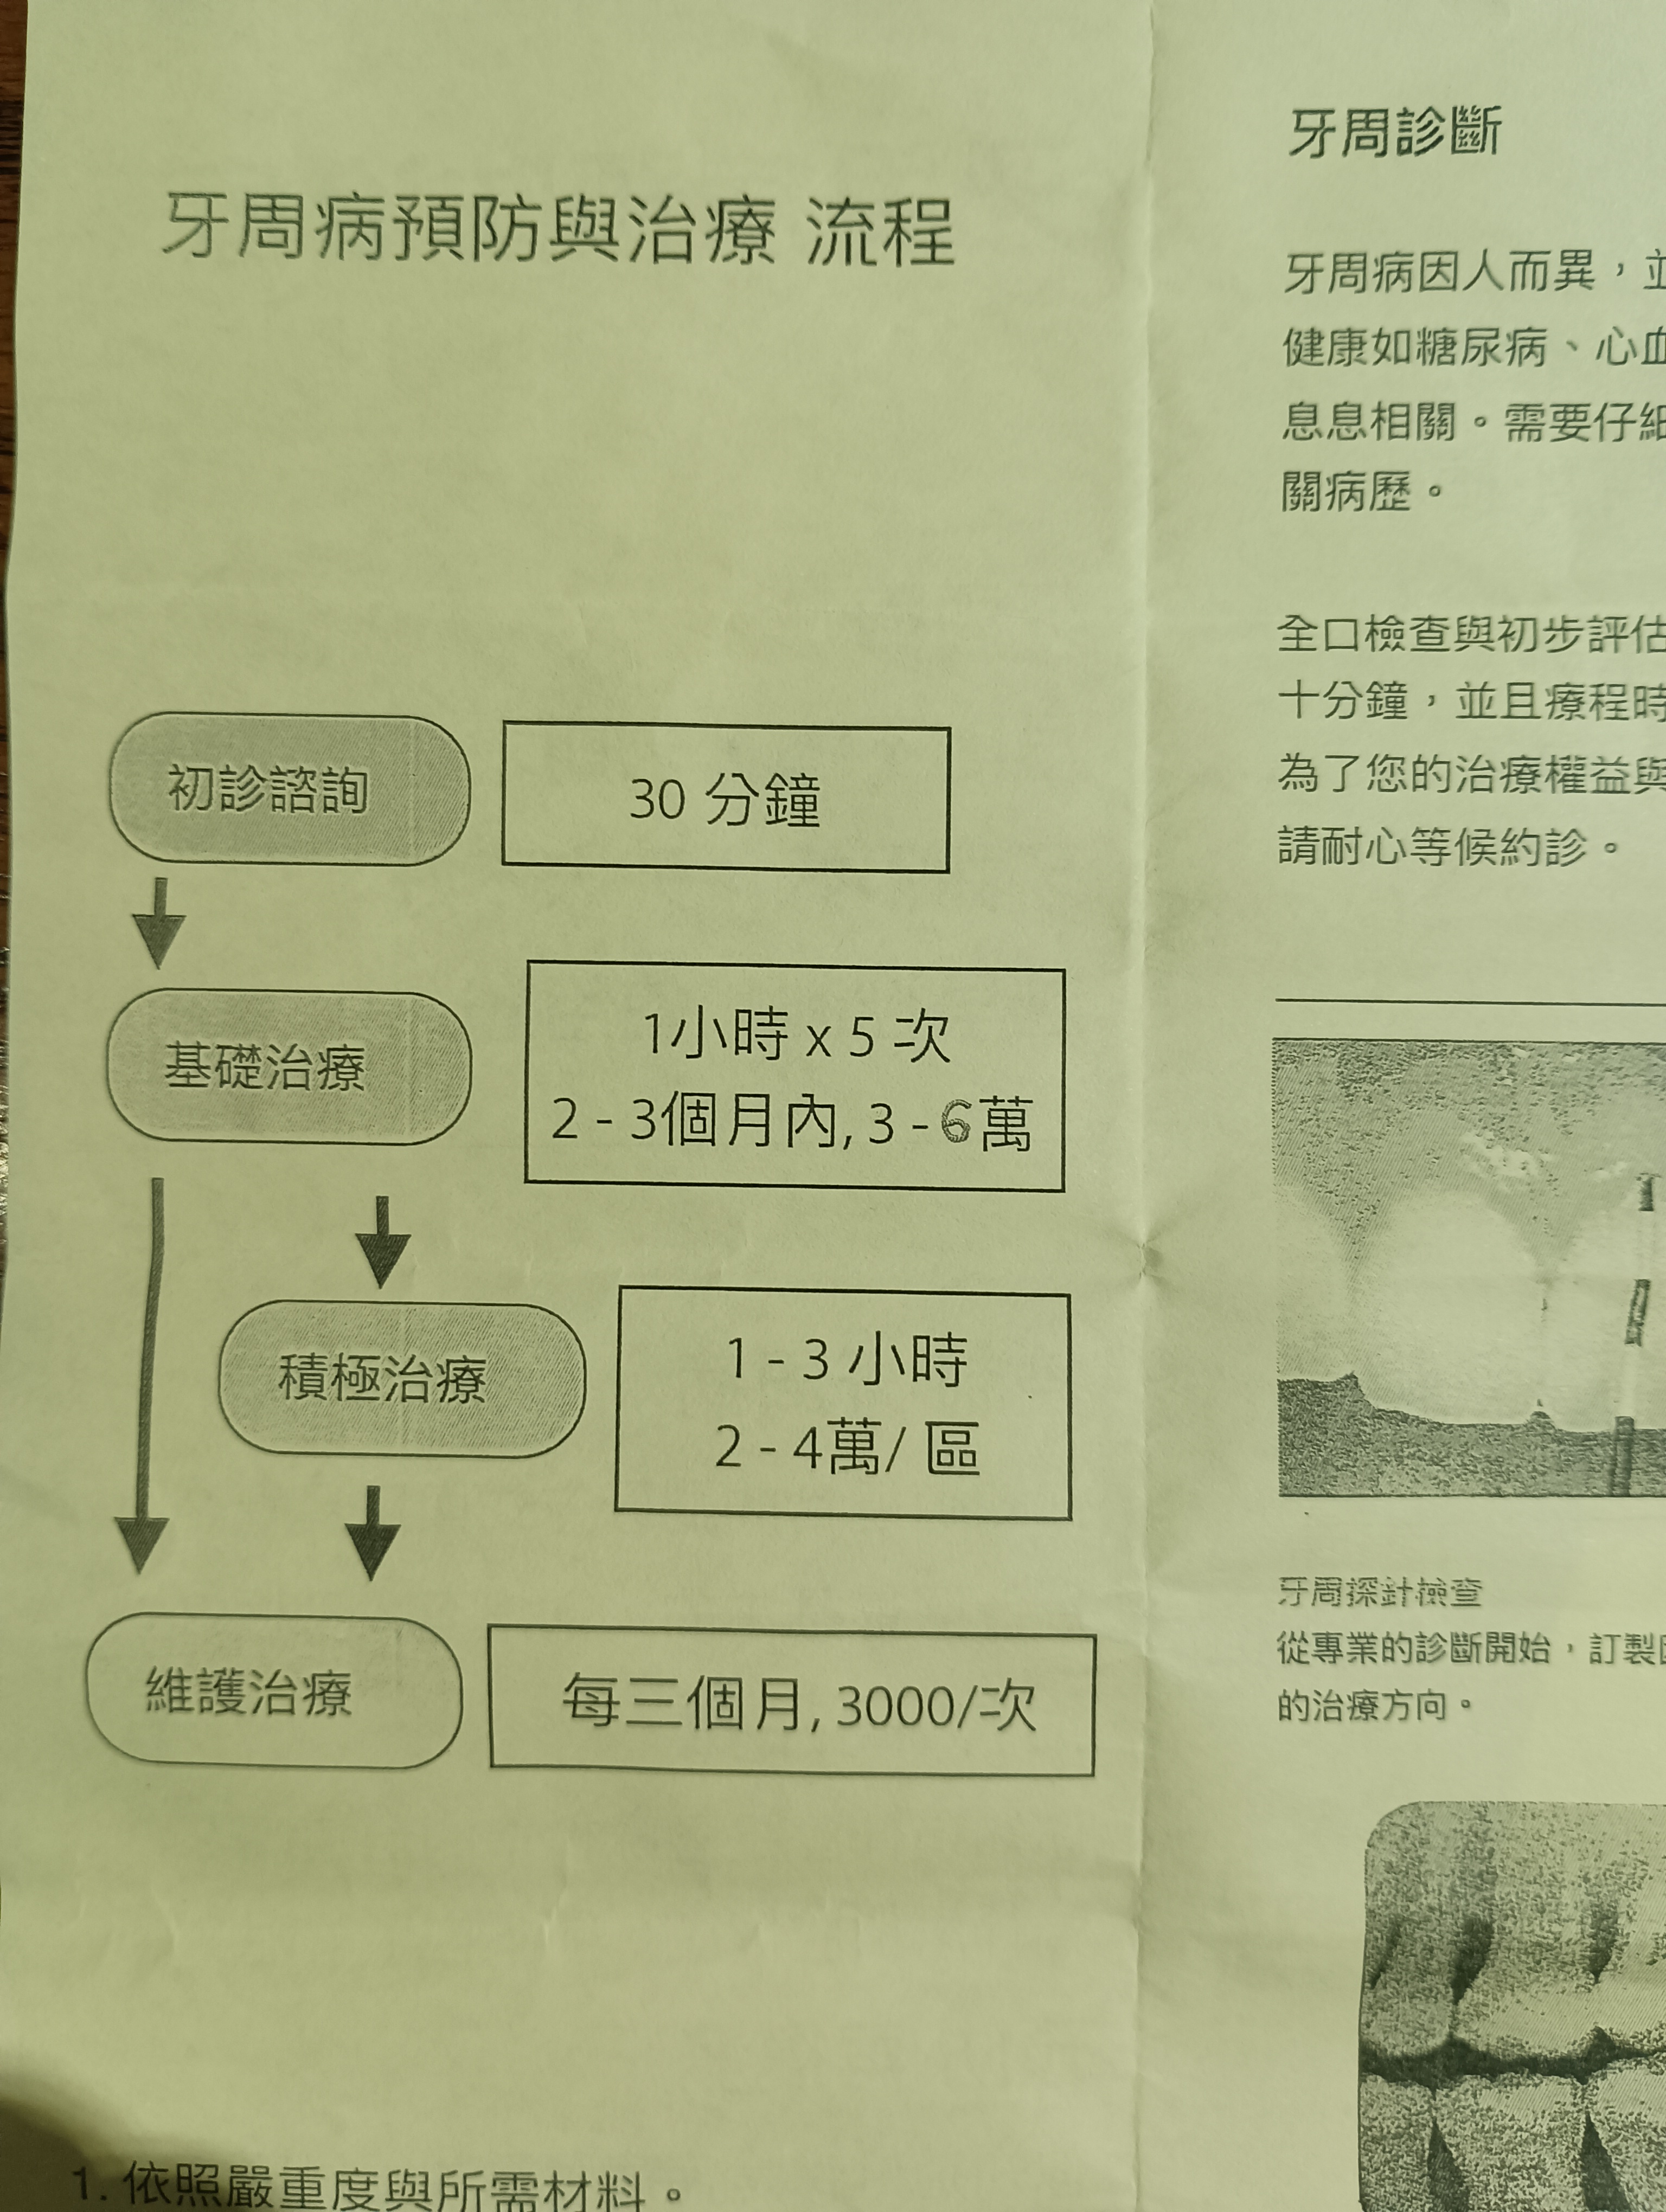 牙周病預防與治療 流程
初診諮詢
30 分鐘
基礎治療
1小時 x 5 次
2 - 3個月內, 3 - 6萬
積極治療
1 - 3 小時
2 - 4萬/ 區
維護治療
每三個月, 3000/次
1. 依照嚴重度與所需材料。
牙周診斷
牙周病因人而異，並
健康如糖尿病、心血
息息相關。需要仔細
關病歷。
全口檢查與初步評估
十分鐘，並且療程時
為了您的治療權益與
請耐心等候約診。
牙周探針檢查
從專業的診斷開始，訂製
的治療方向。